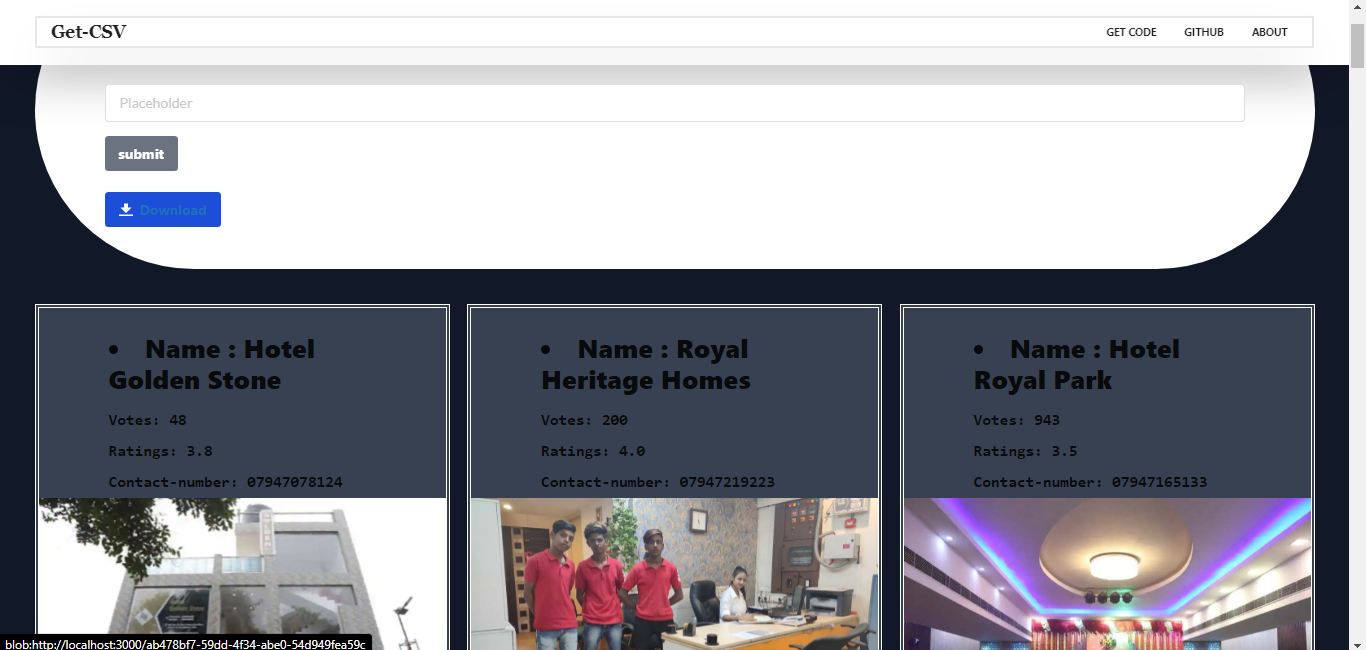 Get-CSV
GET CODE GITHUB ABOUT
Placeholder
submit
Download
• Name : Hotel
Golden Stone
Votes: 48
Ratings: 3.8
Contact-number: 07947078124
• Name : Royal
Heritage Homes
Votes: 200
Ratings: 4.0
Contact-number: 07947219223
• Name : Hotel
Royal Park
Votes: 943
Ratings: 3.5
Contact-number: 07947165133
Golden Stone
blob:http://localhost:3000/ab478bf7-59dd-4f34-abe0-54d949fea59c